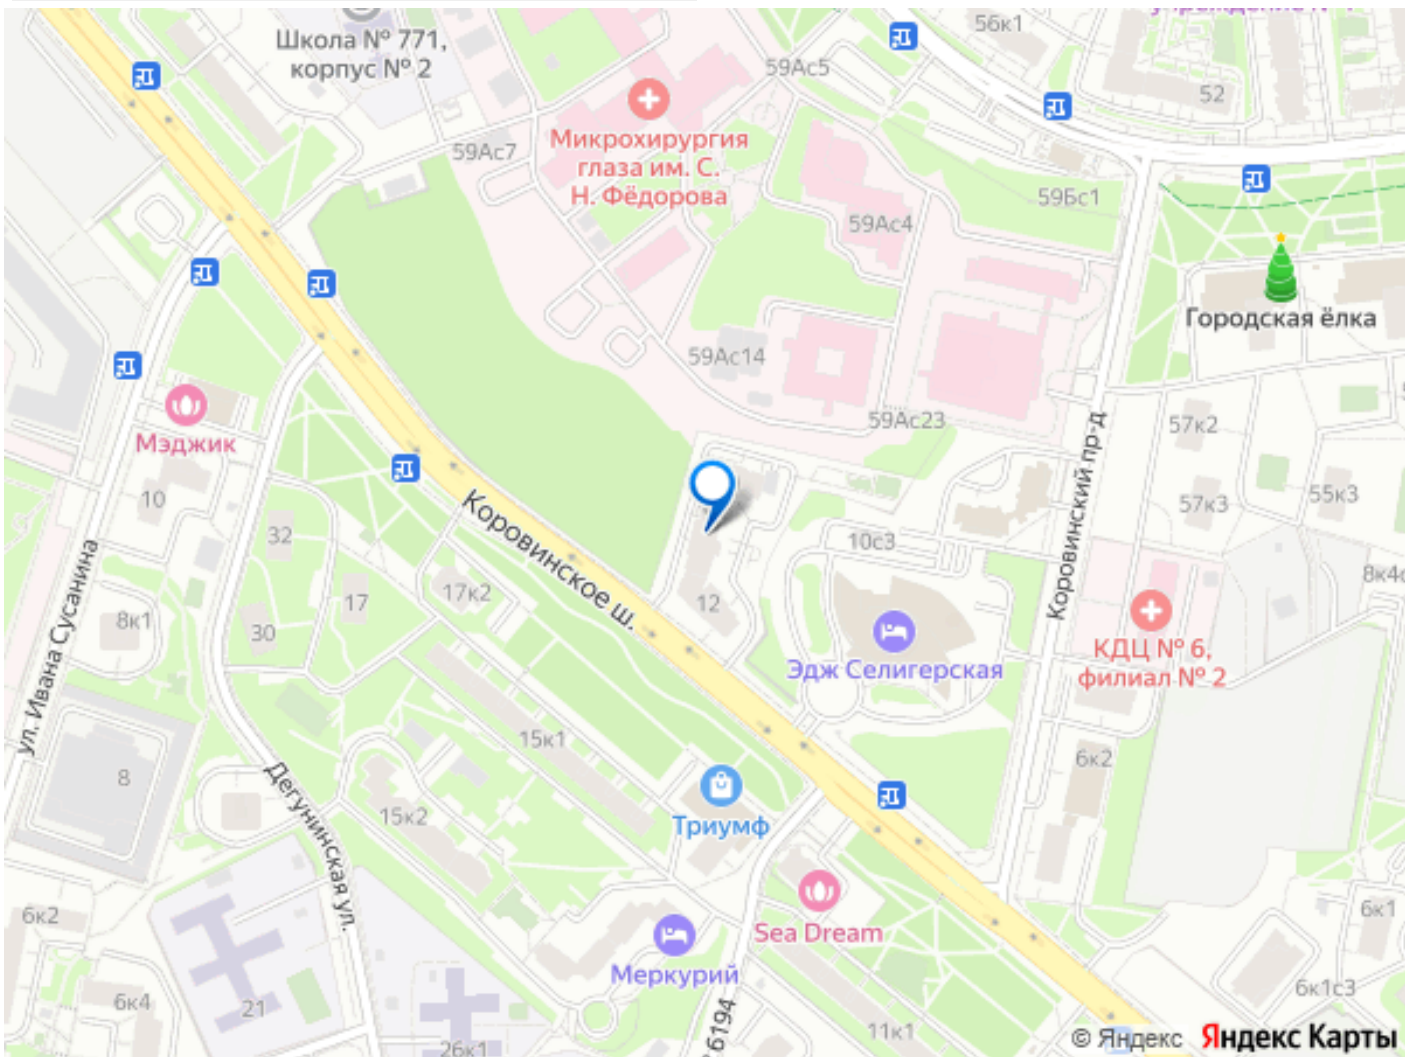 56к1
Школа № 771,
корпус № 2
59Ас5
52
Микрохирургия
глаза им. С.
Н. Фёдорова
59Ас7
59Бс1
59Ас4
Городская ёлка
59Ас14
59Ас23
Мэджик
57к2
10
57к3
55к3
32
Коровинское ш.
10с3
Коровинский пр-д
ул. Ивана Сусанина
8к1
17
17к2
12
30
Эдж Селигерская
КДЦ № 6,
филиал № 2
15к1
6к2
8
Дегунинская ул.
15к2
Триумф
6к2
6к1
Sea Dream
Меркурий
6к4
21
6194
11к1
6к1с3
26к1
© Яндекс Яндекс Карты